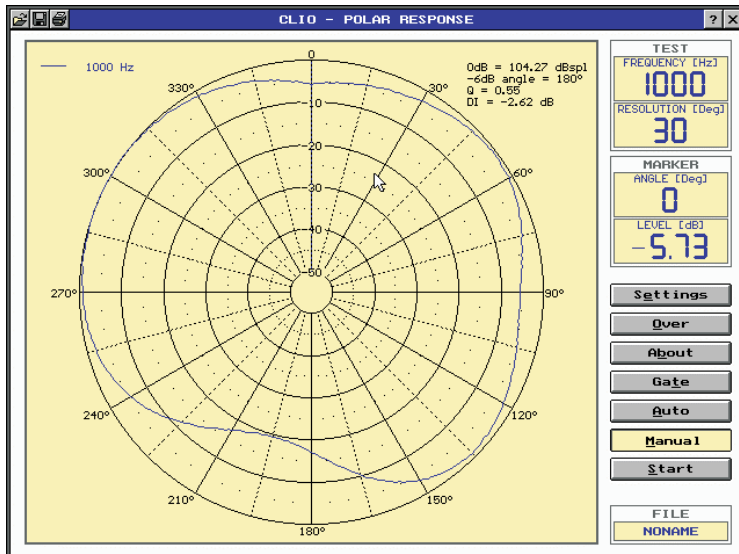 CLIO - POLAR RESPONSE
? x
1000 Hz
0dB = 104.27 dBspl
-6dB angle = 180°
Q = 0.55
DI = -2.62 dB
0
330°
30°
-10
300°
60°
-20
-30
-40
-50
270°
90°
240°
120°
210°
150°
180°
TEST
FREQUENCY [Hz]
1000
RESOLUTION [Deg]
30
MARKER
ANGLE [Deg]
0
LEVEL [dB]
-5.73
Settings
Over
About
Gate
Auto
Manual
Start
FILE
NONAME